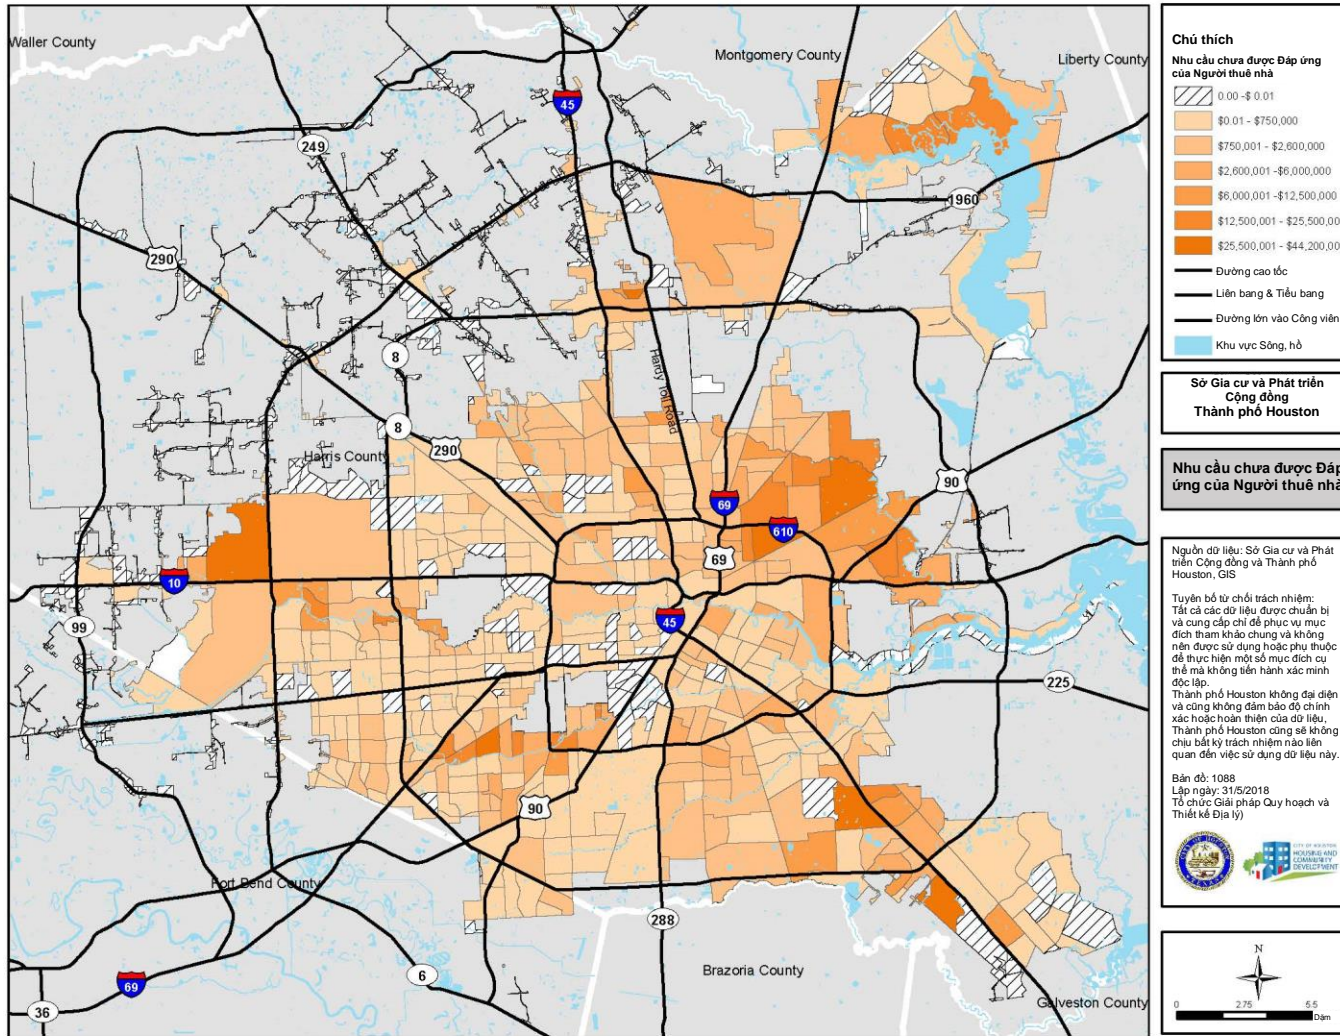 Waller County
Montgomery County
Liberty County
45
249
1960
290
8
Hardy Toll Road
8
290
Harris County
90
69
610
69
10
45
99
225
90
Fort Bend County
288
6
Brazoria County
69
36
Galveston County
Chú thích
Nhu cầu chưa được Đáp ứng
của Người thuê nhà
0.00 -$ 0.01
$0.01 - $750,000
$750,001 - $2,600,000
$2,600,001 -$6,000,000
$6,000,001 -$12,500,000
$12,500,001 - $25,500,00
$25,500,001 - $44,200,00
Đường cao tốc
Liên bang & Tiểu bang
Đường lớn vào Công viên
Khu vực Sông, hồ
Sở Gia cư và Phát triển
Cộng đồng
Thành phố Houston
Nhu cầu chưa được Đáp
ứng của Người thuê nhà
Nguồn dữ liệu: Sở Gia cư và Phát
triển Cộng đồng và Thành phố
Houston, GIS
Tuyên bố từ chối trách nhiệm:
Tất cả các dữ liệu được chuẩn bị
và cung cấp chỉ để phục vụ mục
đích tham khảo chung và không
nên được sử dụng hoặc phụ thuộc
để thực hiện một số mục đích cụ
thể mà không tiến hành xác minh
độc lập.
Thành phố Houston không đại diện
và cũng không đảm bảo độ chính
xác hoặc hoàn thiện của dữ liệu,
Thành phố Houston cũng sẽ không
chịu bất kỳ trách nhiệm nào liên
quan đến việc sử dụng dữ liệu này.
Bản đồ: 1088
Lập ngày: 31/5/2018
Tổ chức Giải pháp Quy hoạch và
Thiết kế Địa lý)
CITY OF HOUSTON
HOUSING AND
COMMUNITY
DEVELOPMENT
N
0 2.75 5.5
Dặm